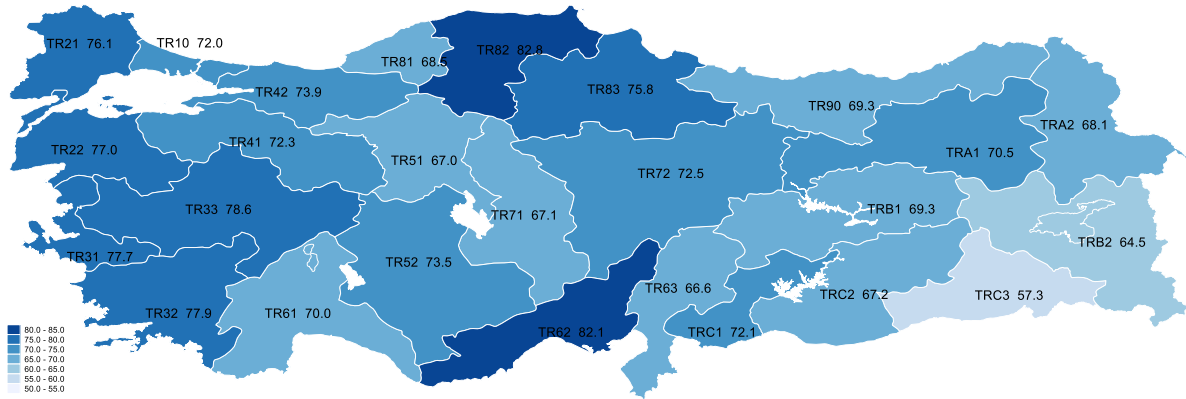 TR21 76.1
TR10 72.0
TR82 82.8
TR81 68.5
TR42 73.9
TR83 75.8
TR90 69.3
TRA2 68.1
TR41 72.3
TR22 77.0
TR51 67.0
TRA1 70.5
TR72 72.5
TR33 78.6
TR71 67.1
TRB1 69.3
TRB2 64.5
TR31 77.7
TR52 73.5
TR63 66.6
TRC2 67.2
TRC3 57.3
TR32 77.9
TR61 70.0
TR62 82.1
TRC1 72.1
80.0 - 85.0
75.0 - 80.0
70.0 - 75.0
65.0 - 70.0
60.0 - 65.0
55.0 - 60.0
50.0 - 55.0